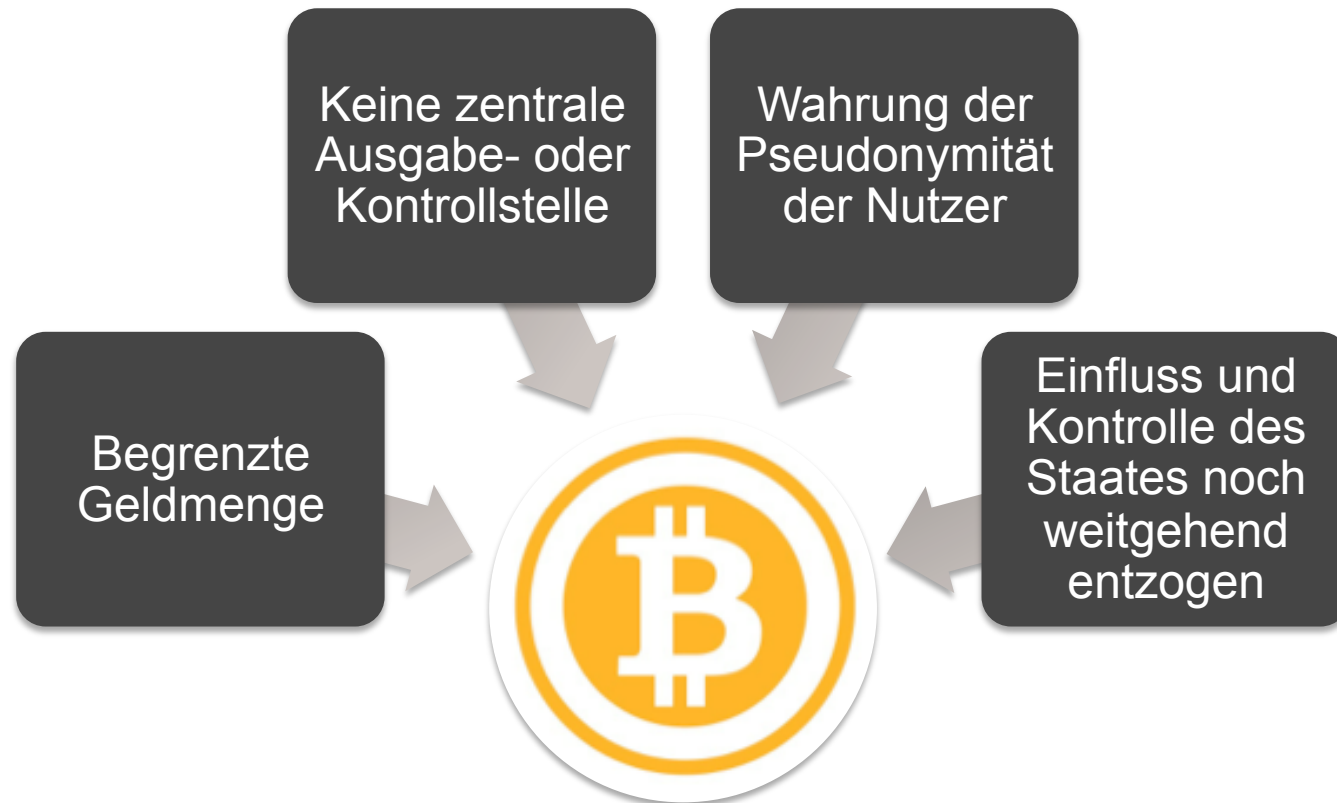 Begrenzte
Geldmenge
Keine zentrale
Ausgabe- oder
Kontrollstelle
Wahrung der
Pseudonymität
der Nutzer
Einfluss und
Kontrolle des
Staates noch
weitgehend
entzogen